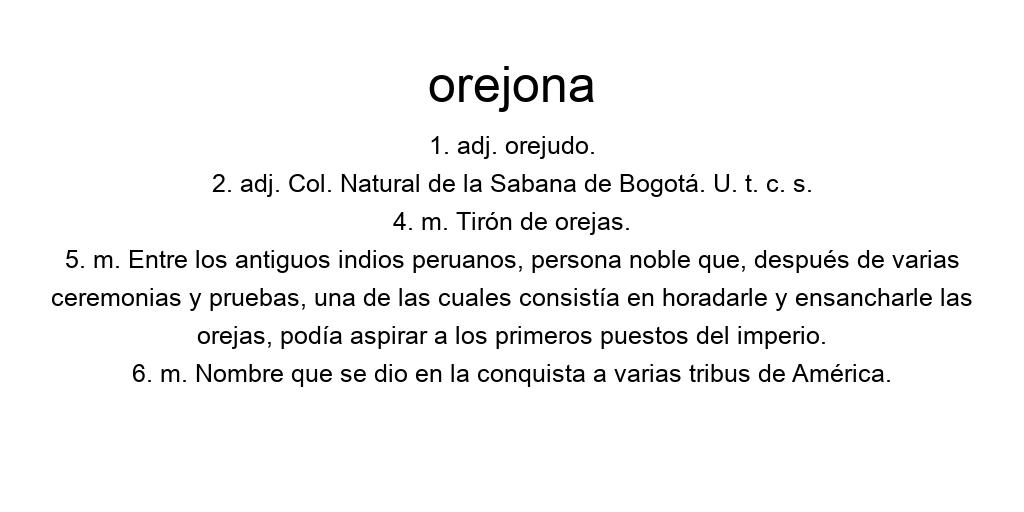 orejona
1. adj. orejudo.
2. adj. Col. Natural de la Sabana de Bogotá. U. t. c. s.
4. m. Tirón de orejas.
5. m. Entre los antiguos indios peruanos, persona noble que, después de varias
ceremonias y pruebas, una de las cuales consistía en horadarle y ensancharle las
orejas, podía aspirar a los primeros puestos del imperio.
6. m. Nombre que se dio en la conquista a varias tribus de América.